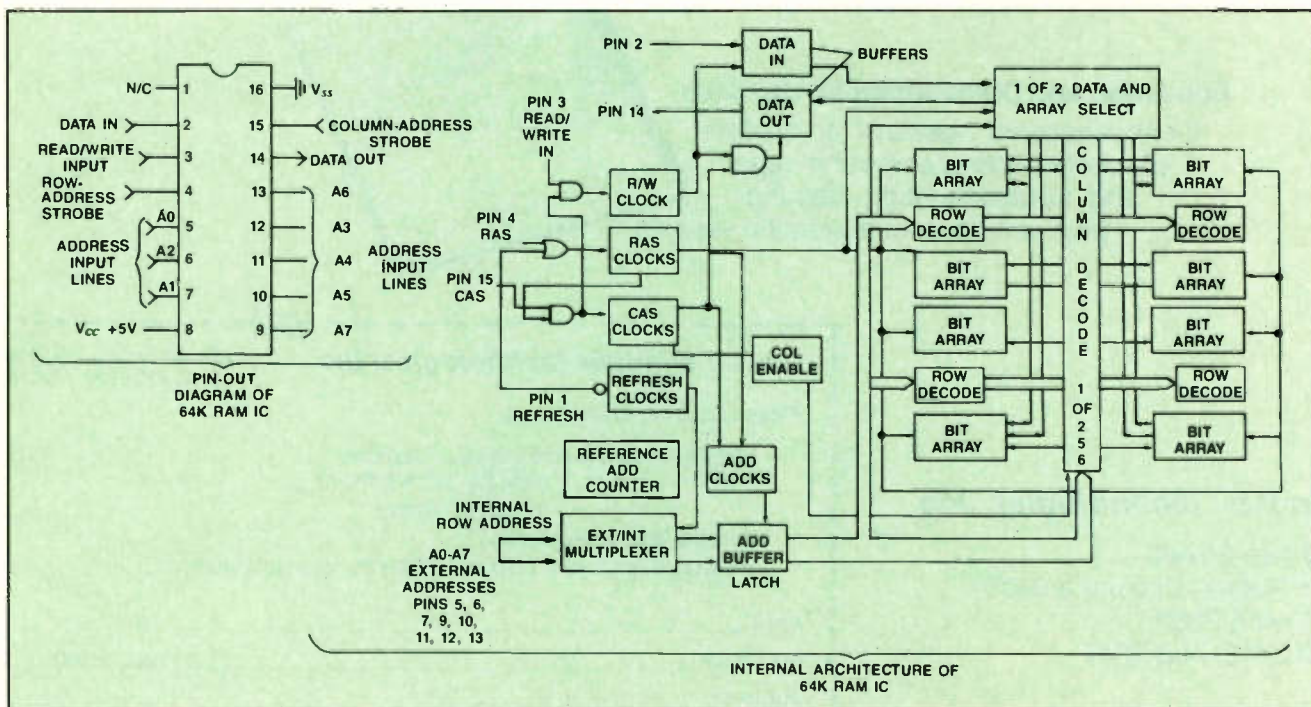 N/C
1
16
Vss
DATA IN
2
15
COLUMN-ADDRESS
STROBE
READ/WRITE
INPUT
3
14
DATA OUT
ROW-
ADDRESS
STROBE
4
13
A6
A0
5
12
A3
ADDRESS
INPUT
LINES
A2
6
11
A4
ADDRESS
INPUT
LINES
A1
7
10
A5
VCC +5V
8
9
A7
PIN-OUT
DIAGRAM OF
64K RAM IC
PIN 2
DATA
IN
BUFFERS
PIN 14
DATA
OUT
PIN 3
READ/
WRITE
IN
R/W
CLOCK
PIN 4
RAS
RAS
CLOCKS
PIN 15
CAS
CAS
CLOCKS
COL
ENABLE
PIN 1
REFRESH
REFRESH
CLOCKS
REFERENCE
ADD
COUNTER
ADD
CLOCKS
INTERNAL
ROW ADDRESS
EXT/INT
MULTIPLEXER
ADD
BUFFER
LATCH
A0-A7
EXTERNAL
ADDRESSES
PINS 5, 6,
7, 9, 10,
11, 12, 13
1 OF 2 DATA AND
ARRAY SELECT
COLUMN DECODE 1 OF 256
BIT
ARRAY
BIT
ARRAY
ROW
DECODE
ROW
DECODE
BIT
ARRAY
BIT
ARRAY
BIT
ARRAY
BIT
ARRAY
ROW
DECODE
ROW
DECODE
BIT
ARRAY
BIT
ARRAY
INTERNAL ARCHITECTURE OF
64K RAM IC